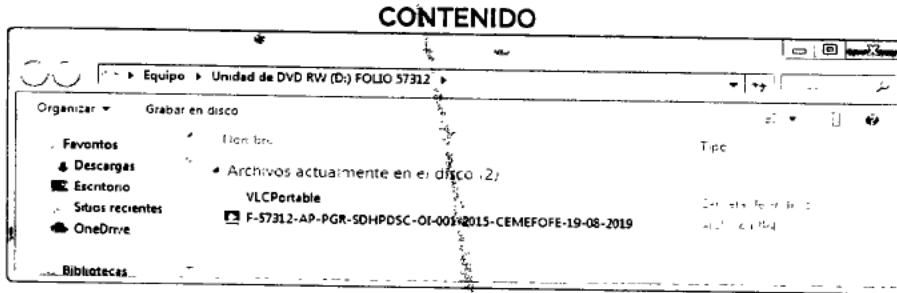 CONTENIDO
Equipo ▸ Unidad de DVD RW (D:) FOLIO 57312 ▸
Organizar Grabar en disco
Nombre Tipo
Favoritos
Archivos actualmente en el disco (2)
Descargas
Escritorio
VLCPortable
Sitios recientes
F-57312-AP-PGR-SDHPDSC-OI-001-2015-CEMEFOFE-19-08-2019
OneDrive
Bibliotecas